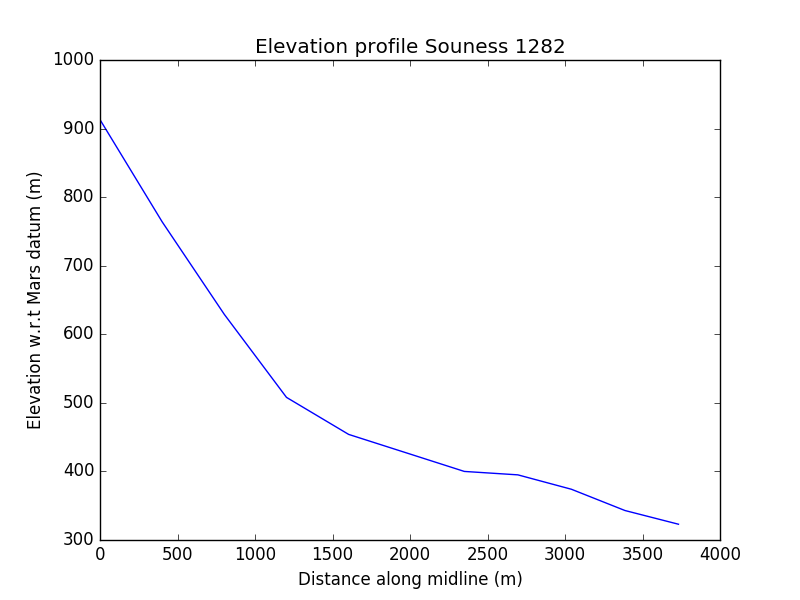 Elevation profile Souness 1282
1000
900
800
700
600
500
400
300
Elevation w.r.t Mars datum (m)
0 500 1000 1500 2000 2500 3000 3500 4000
Distance along midline (m)